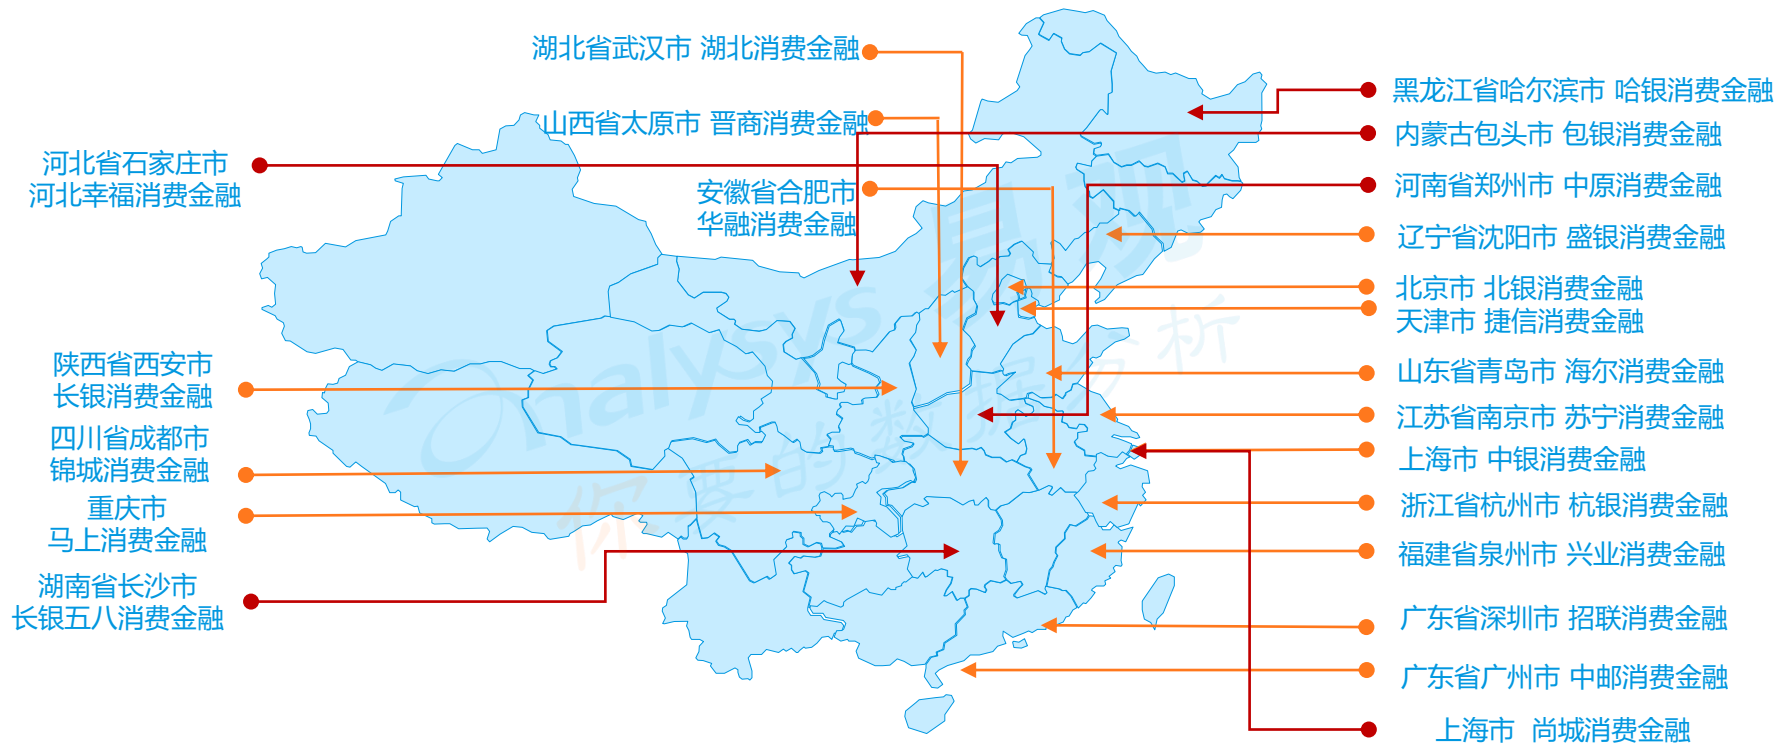 湖北省武汉市 湖北消费金融
山西省太原市 晋商消费金融
河北省石家庄市
河北幸福消费金融
安徽省合肥市
华融消费金融
陕西省西安市
长银消费金融
四川省成都市
锦城消费金融
重庆市
马上消费金融
湖南省长沙市
长银五八消费金融
黑龙江省哈尔滨市 哈银消费金融
内蒙古包头市 包银消费金融
河南省郑州市 中原消费金融
辽宁省沈阳市 盛银消费金融
北京市 北银消费金融
天津市 捷信消费金融
山东省青岛市 海尔消费金融
江苏省南京市 苏宁消费金融
上海市 中银消费金融
浙江省杭州市 杭银消费金融
福建省泉州市 兴业消费金融
广东省深圳市 招联消费金融
广东省广州市 中邮消费金融
上海市 尚城消费金融
nalysys 易观
你要的数据分析